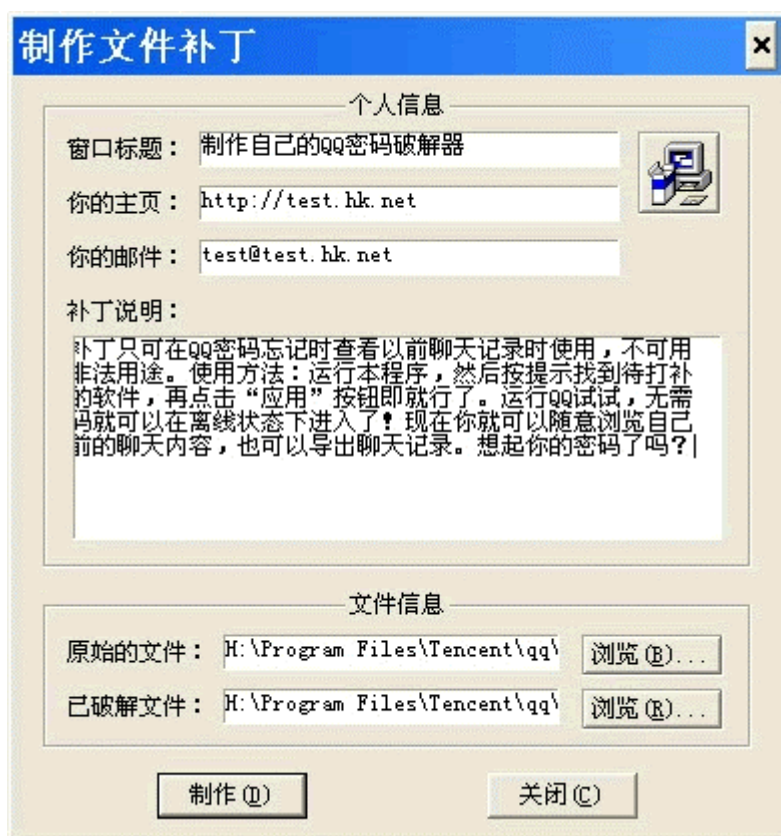 制作文件补丁
个人信息
窗口标题：制作自己的QQ密码破解器
你的主页：http://test.hk.net
你的邮件：test@test.hk.net
补丁说明：
补丁只可在QQ密码忘记时查看以前聊天记录时使用，不可用
非法用途。使用方法：运行本程序，然后按提示找到待打补
的软件，再点击“应用”按钮即就行了。运行QQ试试，无需
码就可以在离线状态下进入了！现在你就可以随意浏览自己
前的聊天内容，也可以导出聊天记录。想起你的密码了吗？
文件信息
原始的文件：H:\Program Files\Tencent\qq\ 浏览(B)...
已破解文件：H:\Program Files\Tencent\qq\ 浏览(R)...
制作(D) 关闭(C)